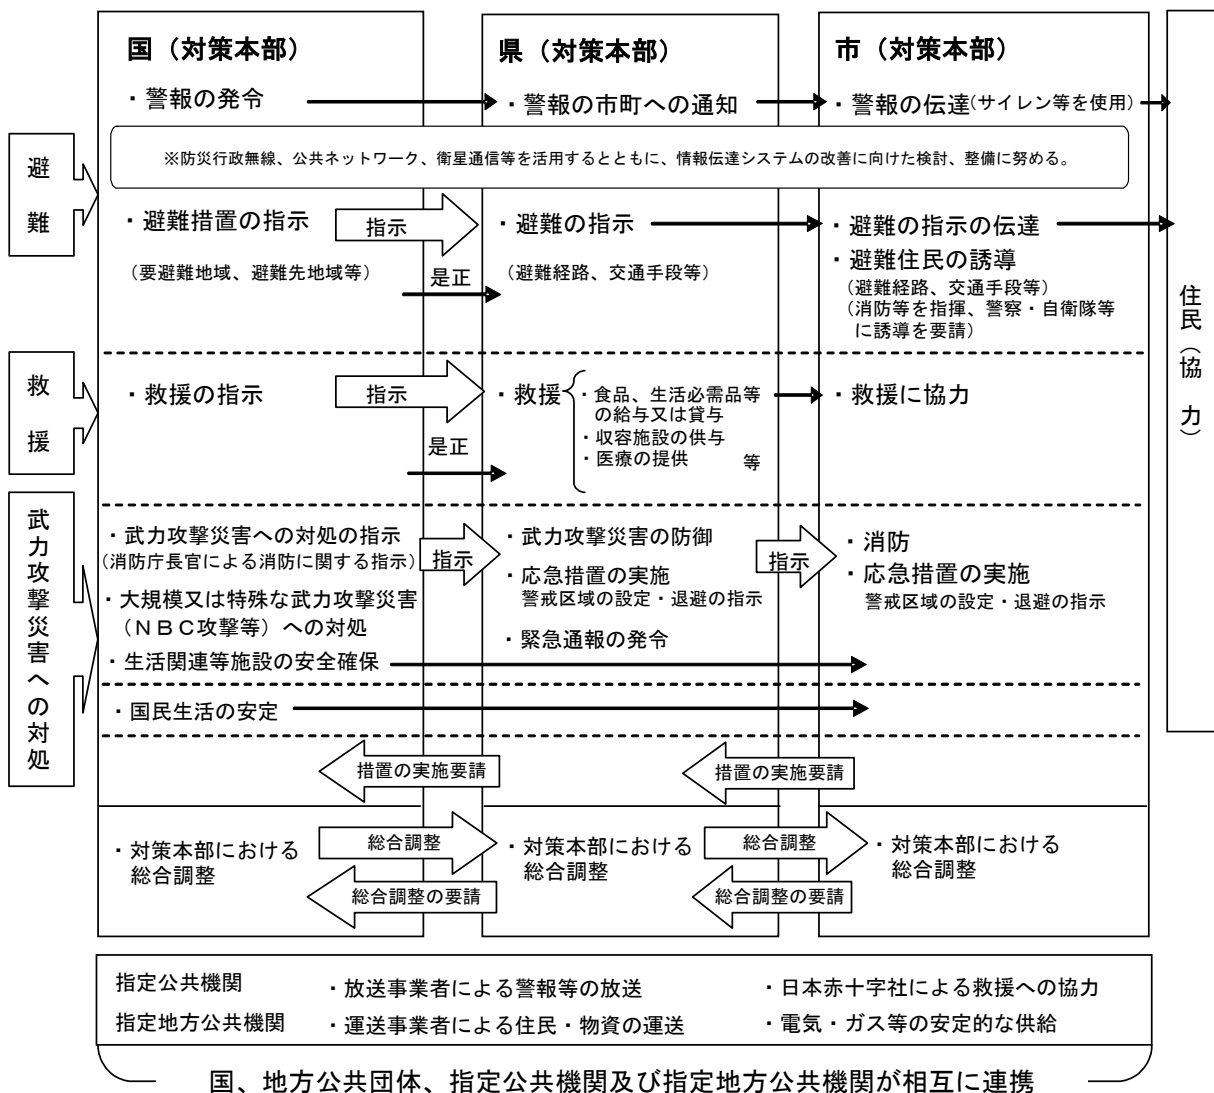 国（対策本部）
県（対策本部）
市（対策本部）
・警報の発令
・警報の市町への通知
・警報の伝達(サイレン等を使用)
※防災行政無線、公共ネットワーク、衛星通信等を活用するとともに、情報伝達システムの改善に向けた検討、整備に努める。
避難
・避難措置の指示
指示
・避難の指示
・避難の指示の伝達
（要避難地域、避難先地域等）
是正
（避難経路、交通手段等）
・避難住民の誘導
（避難経路、交通手段等）
（消防等を指揮、警察・自衛隊等
に誘導を要請）
住民（協力）
救援
・救援の指示
指示
・救援
・食品、生活必需品等
の給与又は貸与
・収容施設の供与
・医療の提供　等
・救援に協力
是正
武力攻撃災害への対処
・武力攻撃災害への対処の指示
（消防庁長官による消防に関する指示）
指示
・武力攻撃災害の防御
指示
・消防
・応急措置の実施
警戒区域の設定・退避の指示
・応急措置の実施
警戒区域の設定・退避の指示
・大規模又は特殊な武力攻撃災害
（ＮＢＣ攻撃等）への対処
・緊急通報の発令
・生活関連等施設の安全確保
・国民生活の安定
措置の実施要請
措置の実施要請
・対策本部における
総合調整
総合調整
総合調整の要請
・対策本部における
総合調整
総合調整
総合調整の要請
・対策本部における
総合調整
指定公共機関
・放送事業者による警報等の放送
・日本赤十字社による救援への協力
指定地方公共機関
・運送事業者による住民・物資の運送
・電気・ガス等の安定的な供給
国、地方公共団体、指定公共機関及び指定地方公共機関が相互に連携